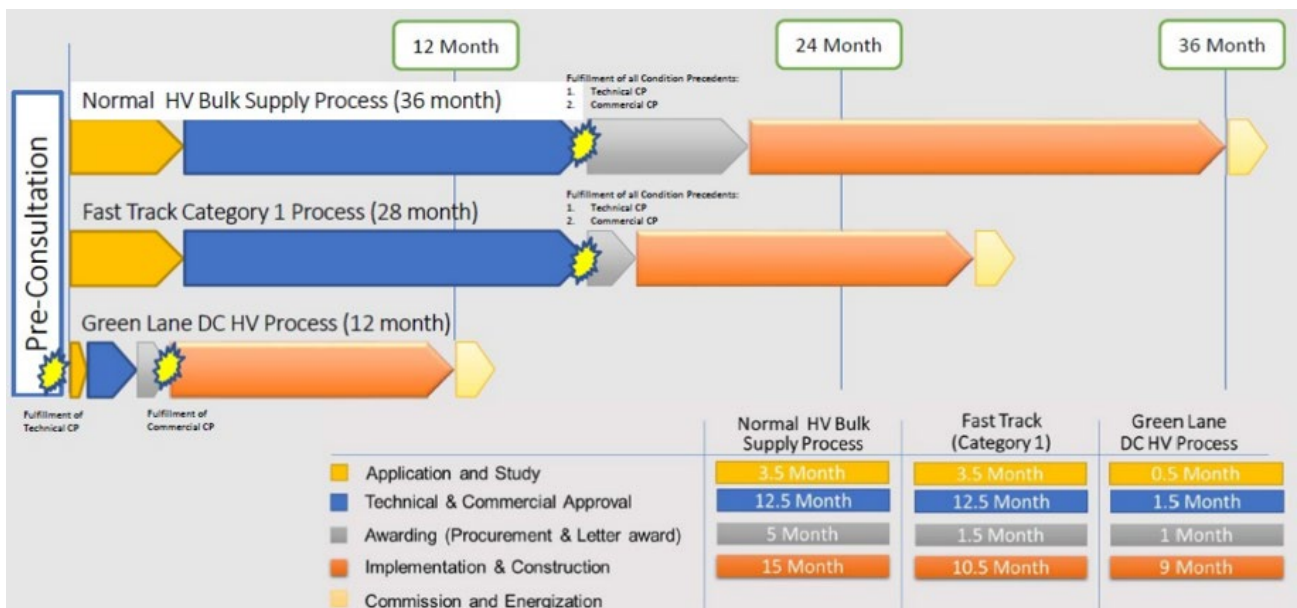 12 Month
24 Month
36 Month
Pre-Consultation
Normal HV Bulk Supply Process (36 month)
Fulfillment of all Condition Precedents:
1. Technical CP
2. Commercial CP
Fast Track Category 1 Process (28 month)
Fulfillment of all Condition Precedents:
1. Technical CP
2. Commercial CP
Green Lane DC HV Process (12 month)
Fulfillment of
Technical CP
Fulfillment of
Commercial CP
Normal HV Bulk
Supply Process
Fast Track
(Category 1)
Green Lane
DC HV Process
Application and Study
3.5 Month
3.5 Month
0.5 Month
Technical & Commercial Approval
12.5 Month
12.5 Month
1.5 Month
Awarding (Procurement & Letter award)
5 Month
1.5 Month
1 Month
Implementation & Construction
15 Month
10.5 Month
9 Month
Commission and Energization